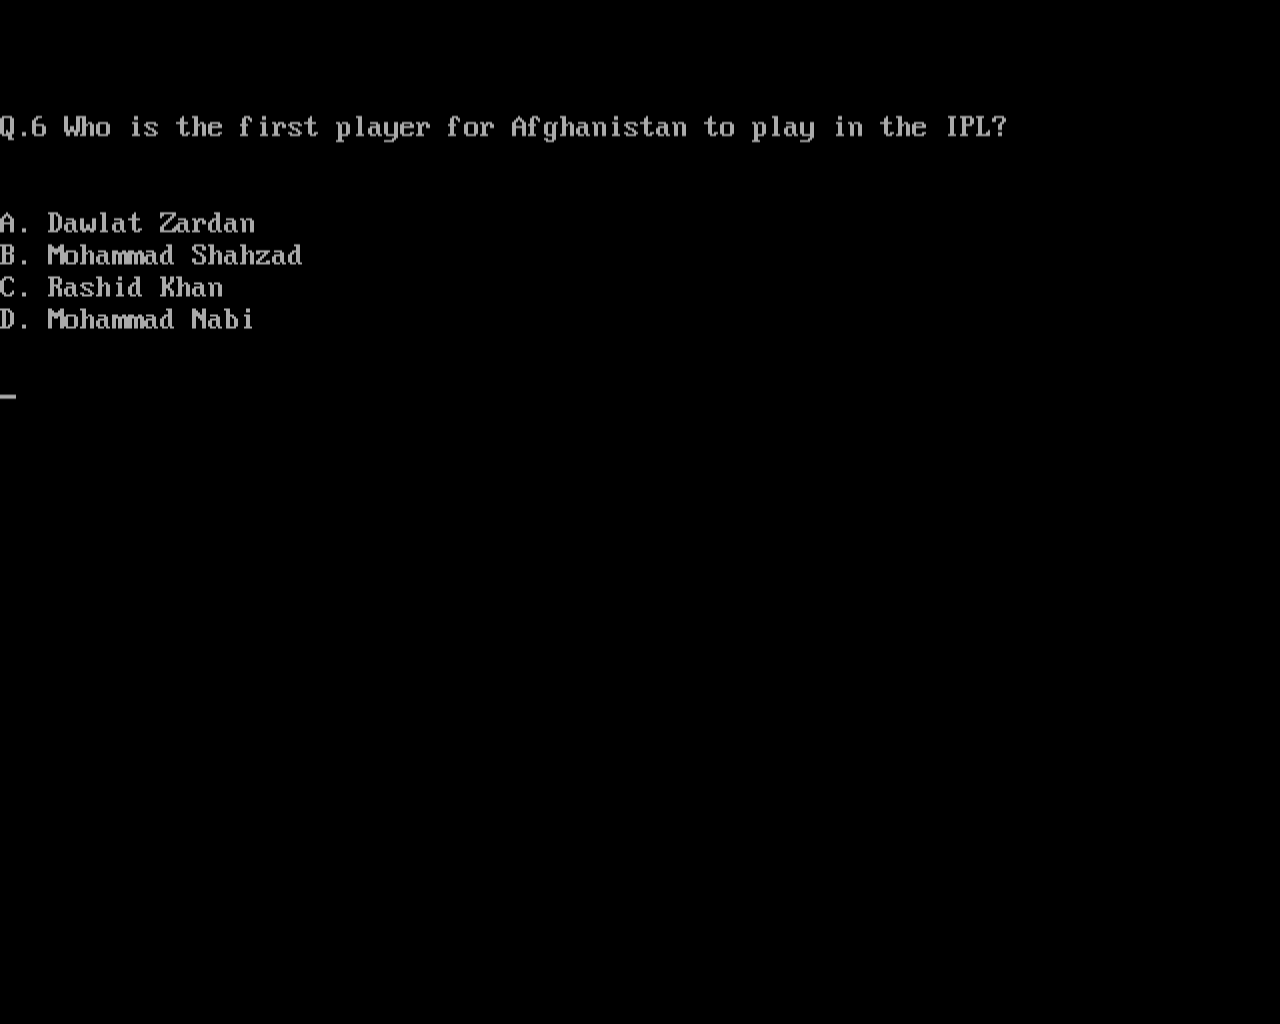 Q.6 Who is the first player for Afghanistan to play in the IPL?
A. Dawlat Zardan
B. Mohammad Shahzad
C. Rashid Khan
D. Mohammad Nabi